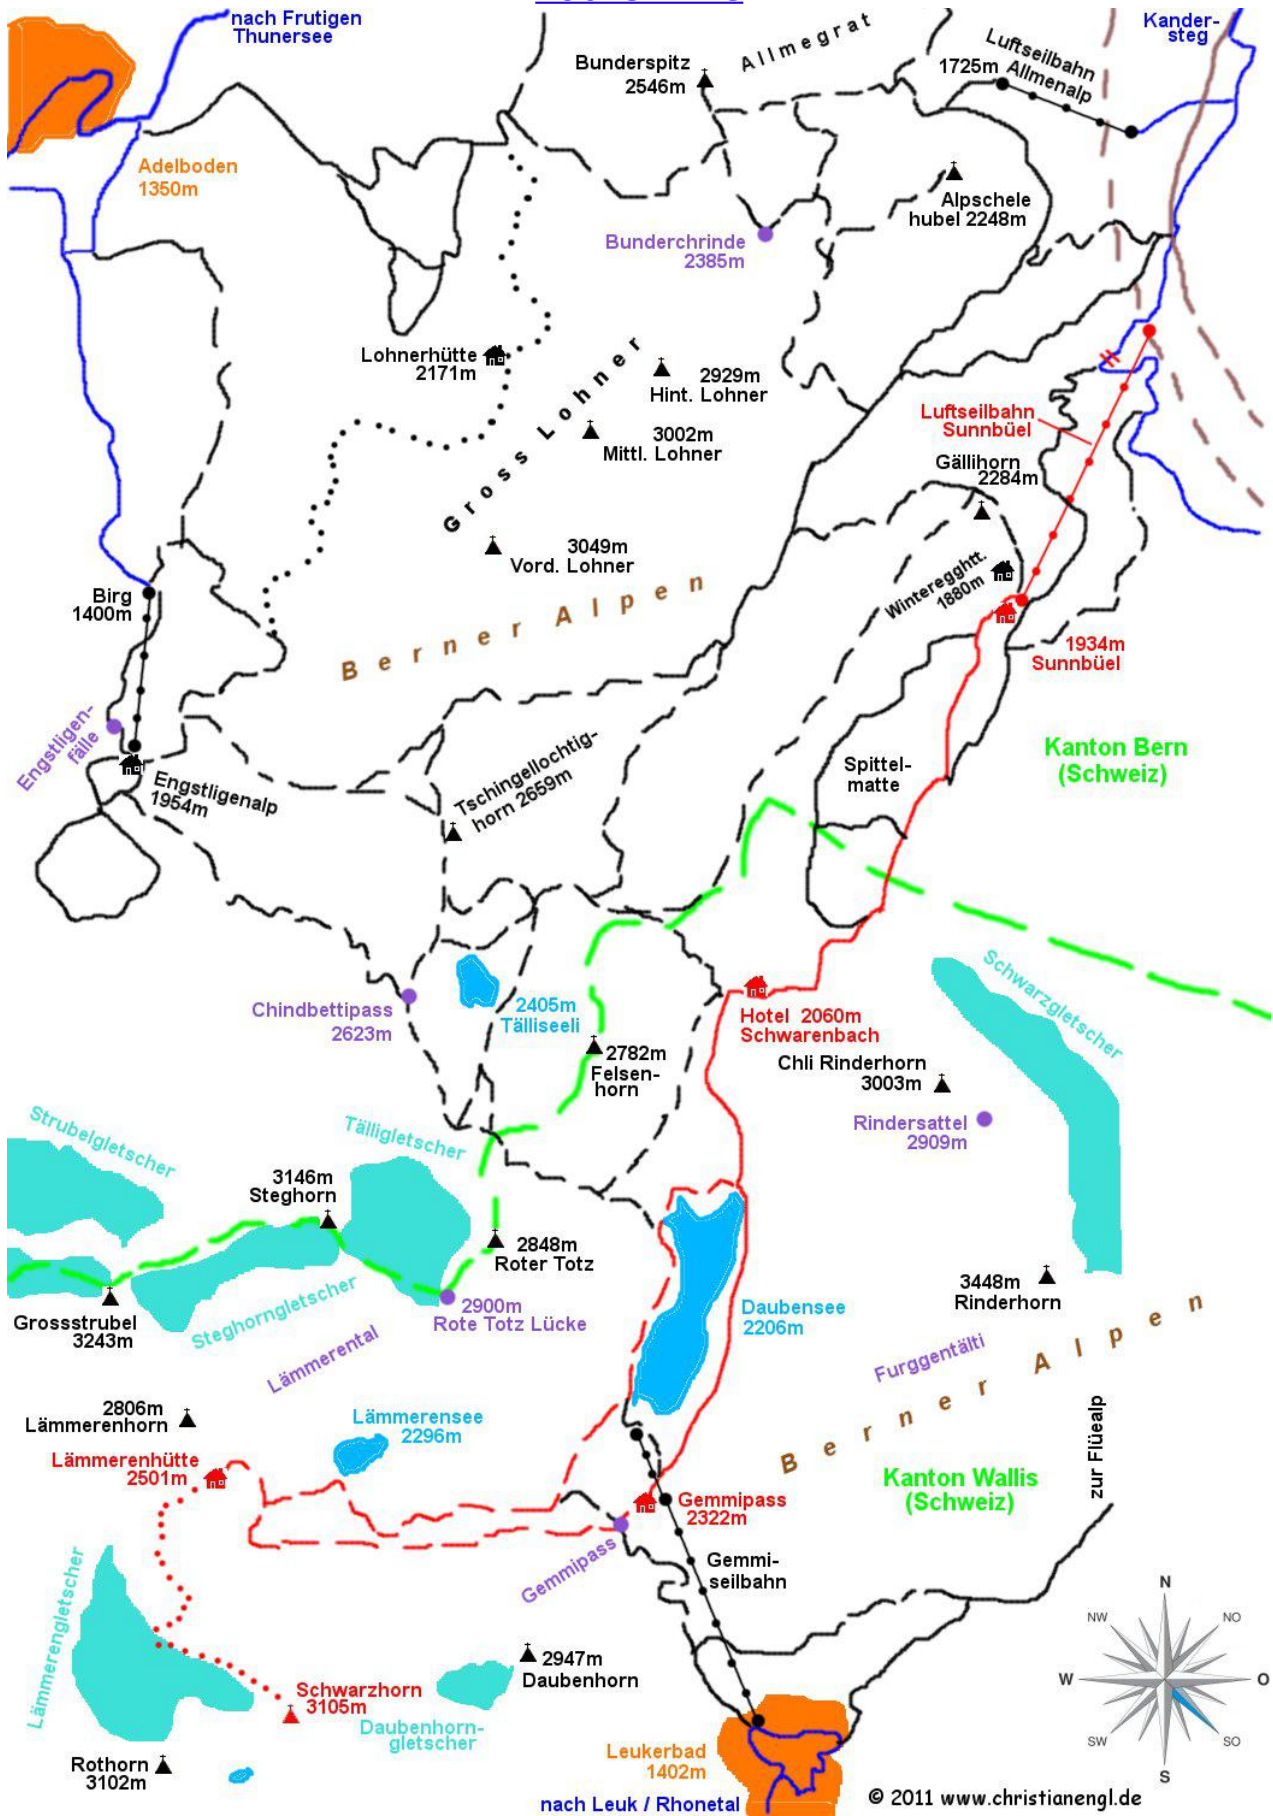 nach Frutigen
Thunersee
Kander-
steg
Allmegrat
Luftseilbahn
Allmenalp
1725m
Bunderspitz
2546m
Adelboden
1350m
Alpschele
hubel 2248m
Bunderchrinde
2385m
Lohnerhütte
2171m
Gross Lohner
2929m
Hint. Lohner
3002m
Mittl. Lohner
3049m
Vord. Lohner
Luftseilbahn
Sunnbüel
Gällihorn
2284m
Winteregghtt.
1880m
Birg
1400m
Berner Alpen
1934m
Sunnbüel
Engstligen-
fälle
Engstligenalp
1954m
Tschingellochtig-
horn 2659m
Spittel-
matte
Kanton Bern
(Schweiz)
Chindbettipass
2623m
2405m
Tälliseeli
Hotel 2060m
Schwarenbach
Schwarzgletscher
2782m
Felsen-
horn
Chli Rinderhorn
3003m
Rindersattel
2909m
Strubelgletscher
Tälligletscher
3146m
Steghorn
2848m
Roter Totz
Grossstrubel
3243m
Steghorngletscher
2900m
Rote Totz Lücke
Lämmerental
Daubensee
2206m
3448m
Rinderhorn
Furggentälti
Berner Alpen
2806m
Lämmerenhorn
Lämmerensee
2296m
Lämmerenhütte
2501m
Gemmipass
2322m
Kanton Wallis
(Schweiz)
zur Flüealp
Gemmipass
Gemmi-
seilbahn
Lämmerengletscher
2947m
Daubenhorn
Schwarzhorn
3105m
Daubenhorn-
gletscher
Rothorn
3102m
Leukerbad
1402m
nach Leuk / Rhonetal
N
NW
NO
W
O
SW
SO
S
© 2011 www.christianengl.de